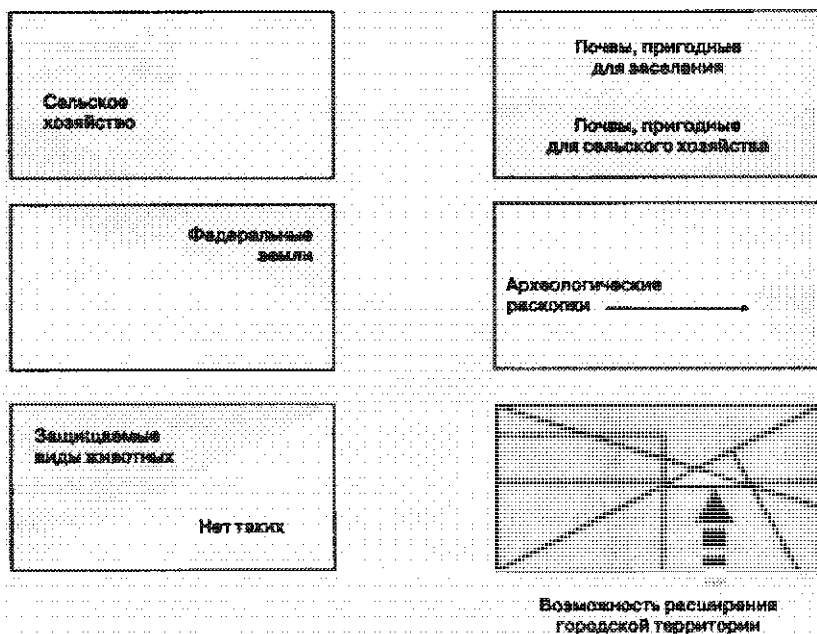 Сельское
хозяйство
Почвы, пригодные
для заселения
Почвы, пригодные
для сельского хозяйства
Федеральные
земли
Археологические
раскопки
Защищаемые
виды животных
Нет таких
Возможность расширения
городской территории